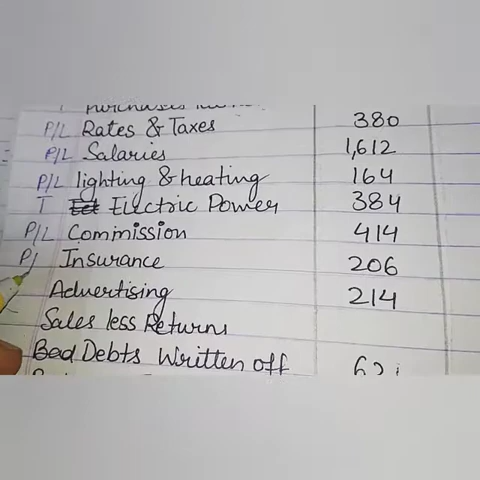 Purchases
P/L Rates & Taxes 380
P/L Salaries 1,612
P/L lighting & heating 164
T Electric Power 384
P/L Commission 414
P/ Insurance 206
Advertising 214
Sales less Returns
Bad Debts Written off